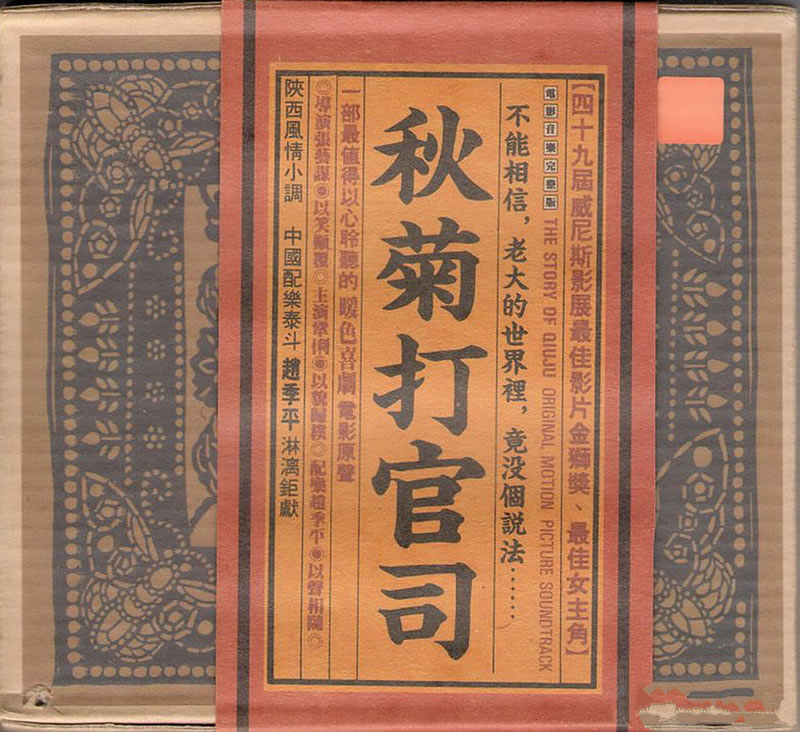 【四十九屆威尼斯影展最佳影片金獅獎、最佳女主角】
電影音樂完整版 THE STORY OF QIUJU ORIGINAL MOTION PICTURE SOUNDTRACK
不能相信，老大的世界裡，竟沒個說法……
秋菊打官司
一部最值得以心聆聽的 暖色喜劇 電影原聲
◎導演張藝謀◉以笑顛覆◎主演鞏俐◉以貌歸樸◎配樂趙季平◉以聲相隨◎
陝西風情小調 中國配樂泰斗 趙季平 淋漓鉅獻